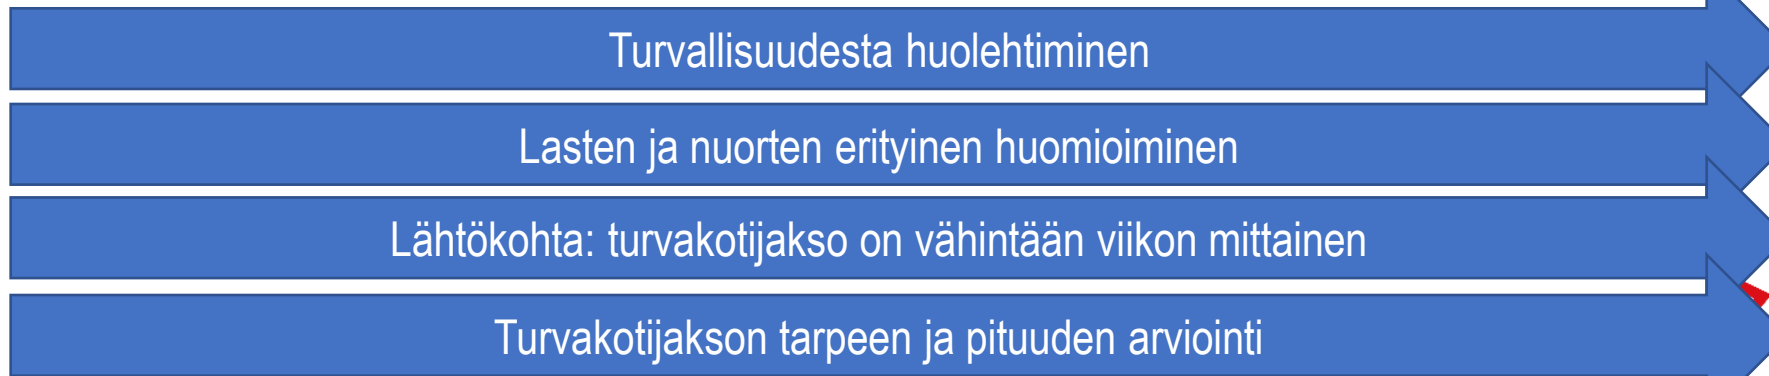 Turvallisuudesta huolehtiminen
Lasten ja nuorten erityinen huomioiminen
Lähtökohta: turvakotijakso on vähintään viikon mittainen
Turvakotijakson tarpeen ja pituuden arviointi